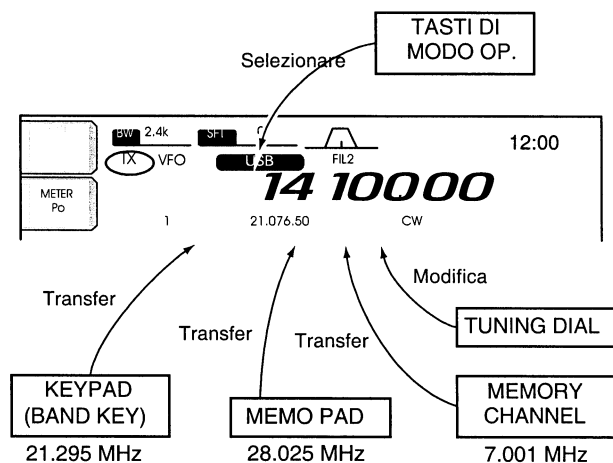 TASTI DI
MODO OP.
Selezionare
BW 2.4k SFT 0 12:00
TX VFO USB FIL2
14 10000
METER
Po
1 21.076.50 CW
Transfer Transfer Transfer Modifica
TUNING DIAL
KEYPAD
(BAND KEY)
MEMO PAD
MEMORY
CHANNEL
21.295 MHz 28.025 MHz 7.001 MHz